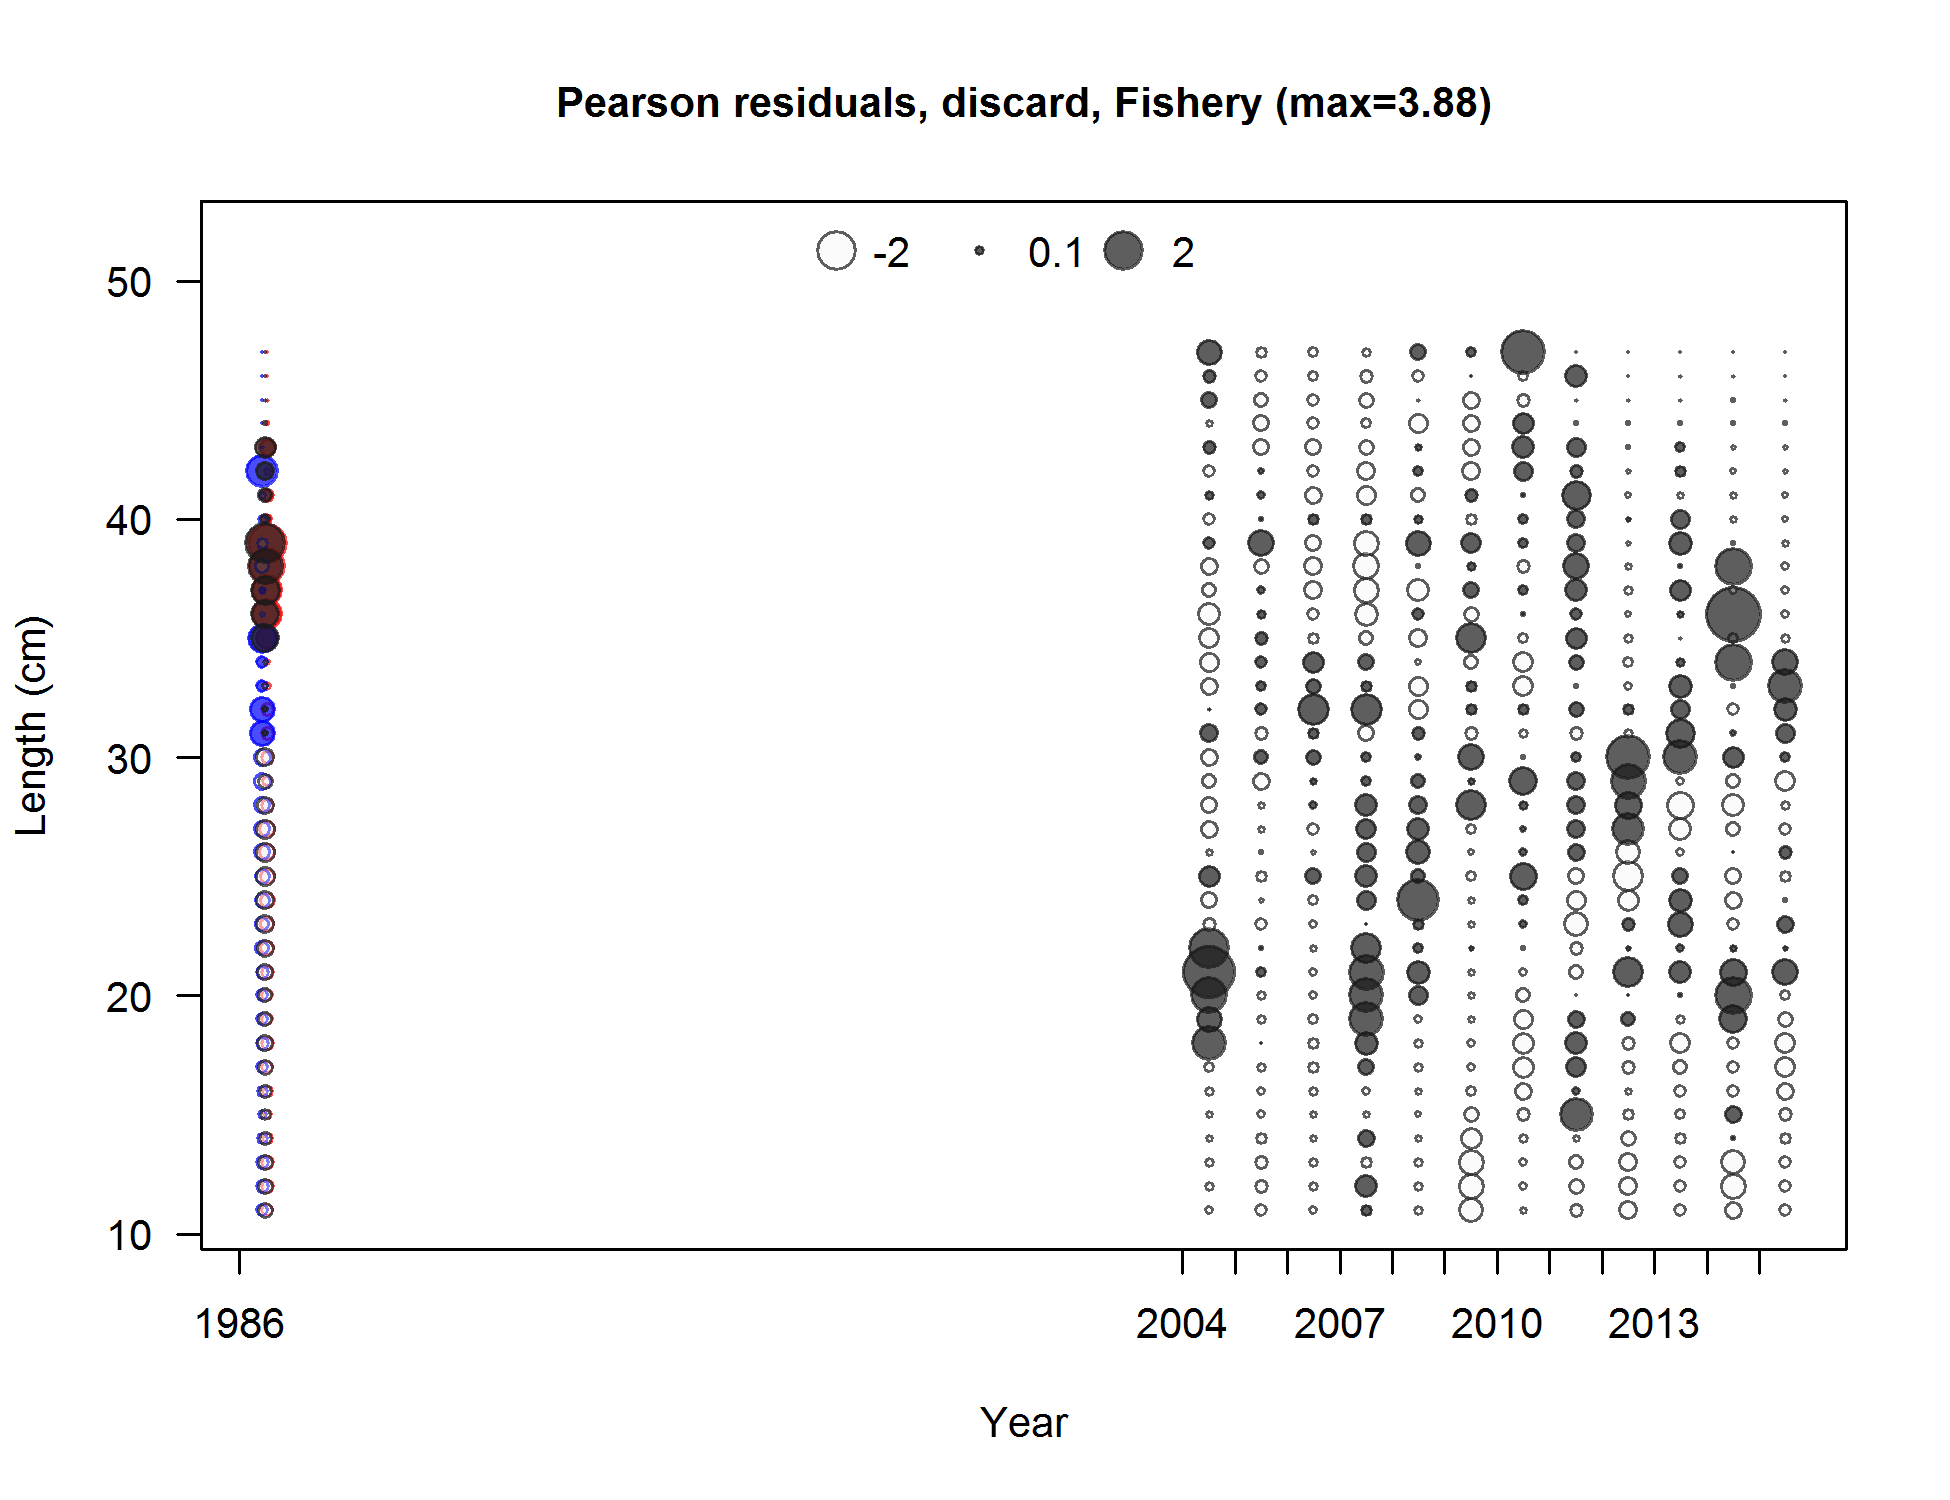 Pearson residuals, discard, Fishery (max=3.88)
-2 0.1 2
50
40
30
20
10
Length (cm)
1986 2004 2007 2010 2013
Year